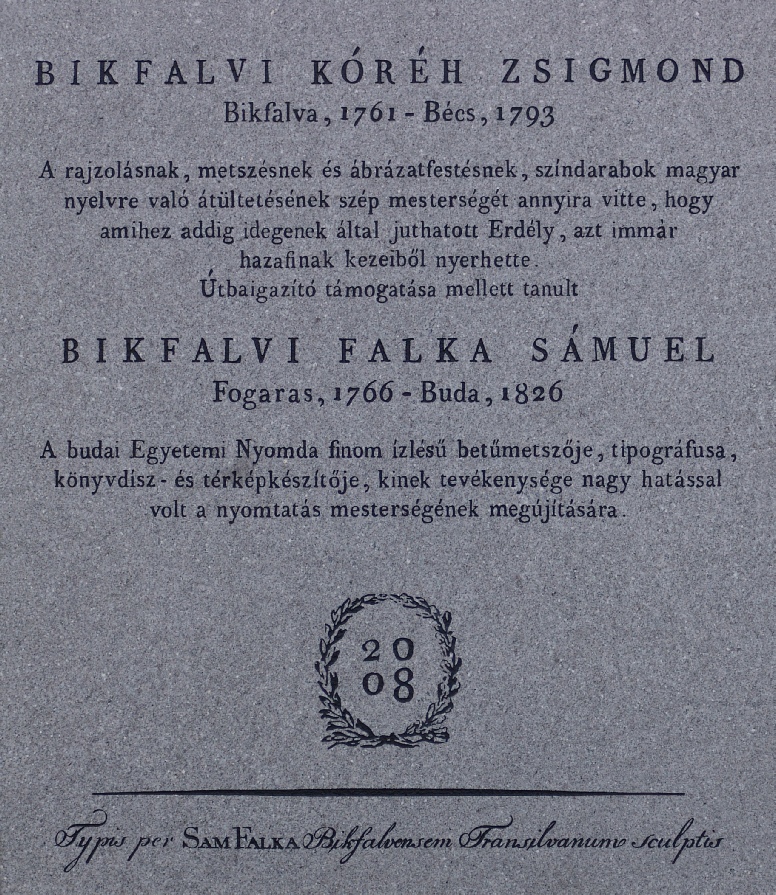 BIKFALVI KÓRÉH ZSIGMOND
Bikfalva, 1761 - Bécs, 1793
A rajzolásnak, metszésnek és ábrázatfestésnek, színdarabok magyar
nyelvre való átültetésének szép mesterségét annyira vitte, hogy
amihez addig idegenek által juthatott Erdély, azt immár
hazafinak kezeiből nyerhette.
Útbaigazító támogatása mellett tanult
BIKFALVI FALKA SÁMUEL
Fogaras, 1766 - Buda, 1826
A budai Egyetemi Nyomda finom ízlésű betűmetszője, tipográfusa,
könyvdísz- és térképkészítője, kinek tevékenysége nagy hatással
volt a nyomtatás mesterségének megújítására.
20
08
Typis per SAM FALKA Bikfalvensem Transilvanum sculptis